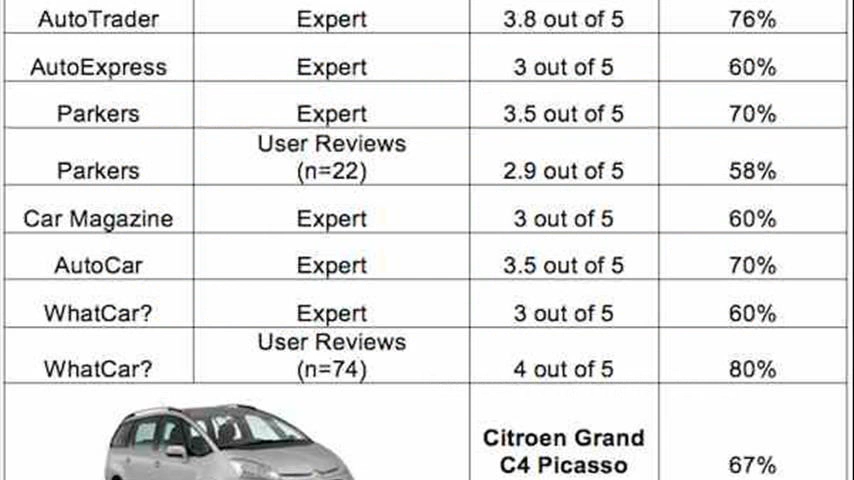 AutoTrader Expert 3.8 out of 5 76%
AutoExpress Expert 3 out of 5 60%
Parkers Expert 3.5 out of 5 70%
User Reviews
Parkers (n=22) 2.9 out of 5 58%
Car Magazine Expert 3 out of 5 60%
AutoCar Expert 3.5 out of 5 70%
WhatCar? Expert 3 out of 5 60%
User Reviews
WhatCar? (n=74) 4 out of 5 80%
Citroen Grand
C4 Picasso 67%